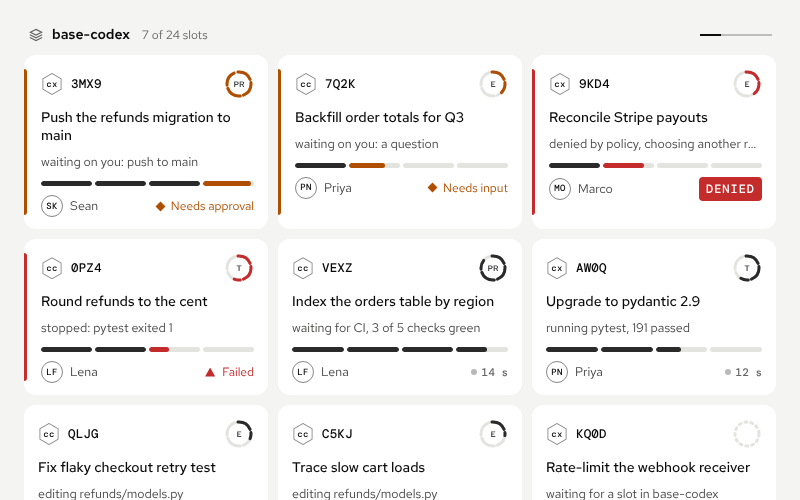 base-codex 7 of 24 slots
cx 3MX9 PR
Push the refunds migration to
main
waiting on you: push to main
SK Sean Needs approval
cc 7Q2K E
Backfill order totals for Q3
waiting on you: a question
PN Priya Needs input
cx 9KD4 E
Reconcile Stripe payouts
denied by policy, choosing another r…
MO Marco DENIED
cc 0PZ4 T
Round refunds to the cent
stopped: pytest exited 1
LF Lena Failed
cc VEXZ PR
Index the orders table by region
waiting for CI, 3 of 5 checks green
LF Lena 14 s
cx AW0Q T
Upgrade to pydantic 2.9
running pytest, 191 passed
PN Priya 12 s
cc QLJG E
Fix flaky checkout retry test
editing refunds/models.py
cc C5KJ E
Trace slow cart loads
editing refunds/models.py
cx KQ0D
Rate-limit the webhook receiver
waiting for a slot in base-codex